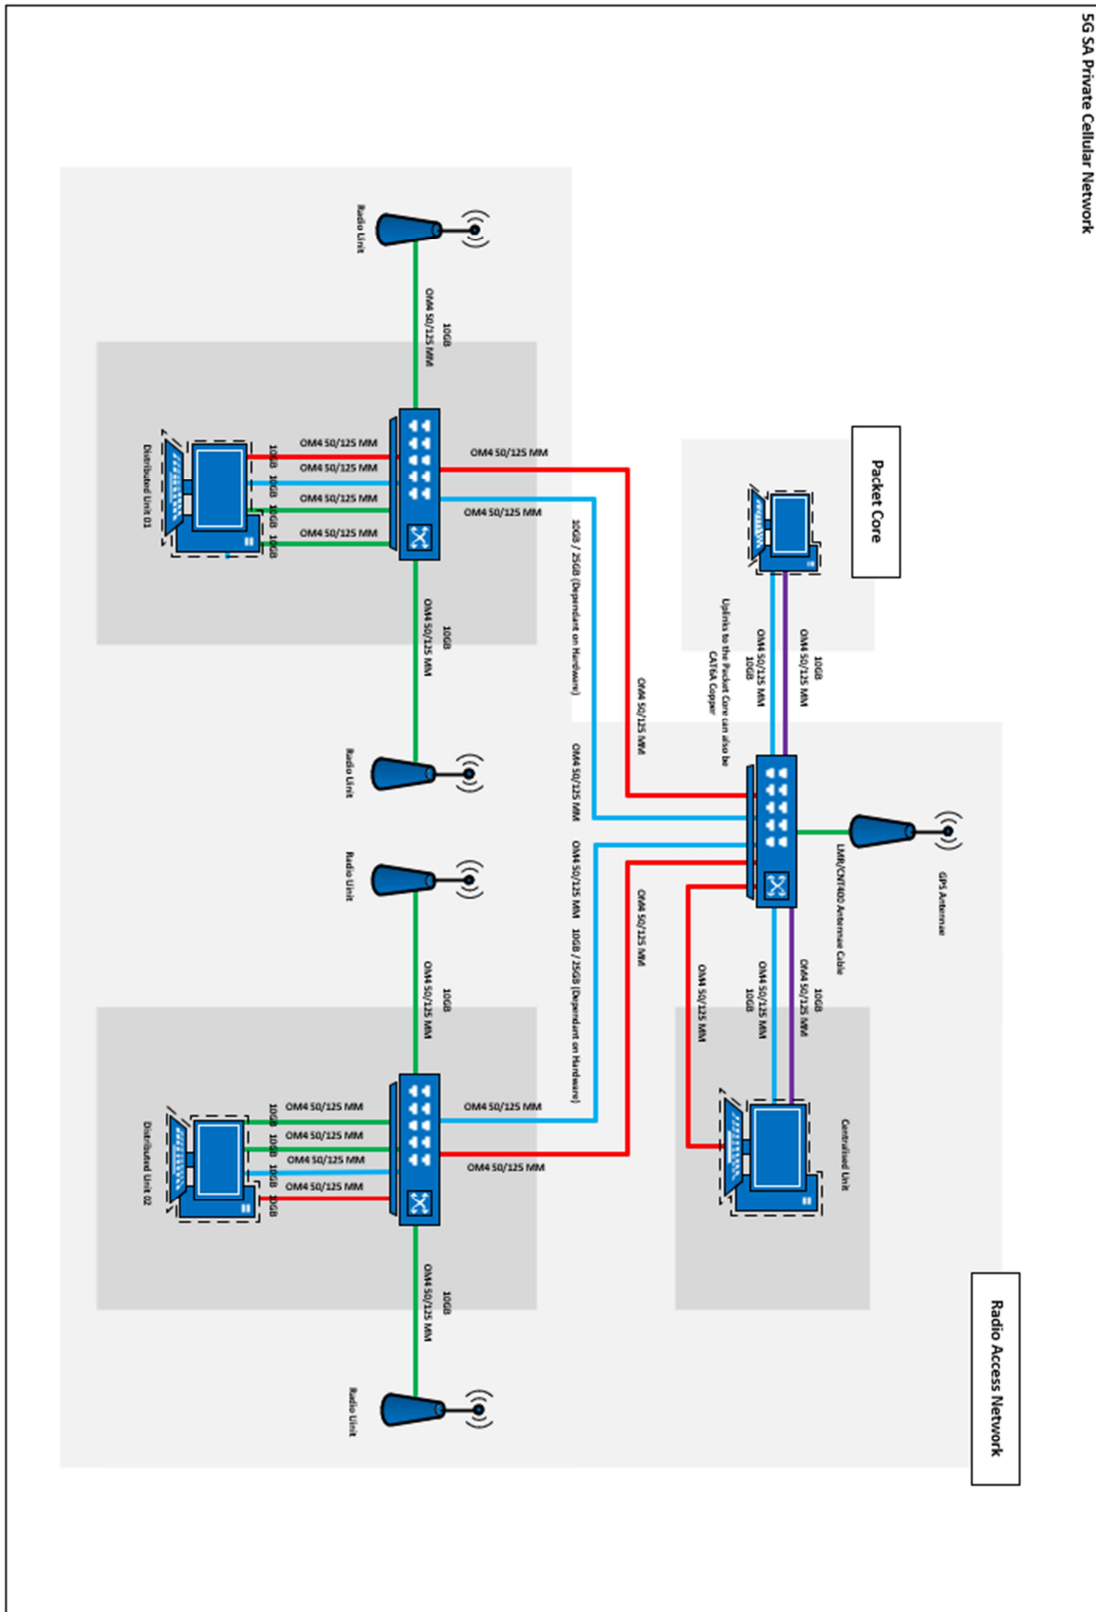 5G SA Private Cellular Network
Packet Core
10GB
OM4 50/125 MM
OM4 50/125 MM
10GB
Uplinks to the Packet Core can also be
CAT6A Copper
GPS Antennae
LMR/CNT400 Antennae Cable
10GB
OM4 50/125 MM
OM4 50/125 MM
10GB
OM4 50/125 MM
Centralised Unit
Radio Access Network
OM4 50/125 MM
OM4 50/125 MM
OM4 50/125 MM
10GB / 25GB (Dependant on Hardware)
OM4 50/125 MM
OM4 50/125 MM
OM4 50/125 MM
10GB / 25GB (Dependant on Hardware)
OM4 50/125 MM
OM4 50/125 MM
Radio Uinit
10GB
OM4 50/125 MM
10GB
OM4 50/125 MM
Radio Uinit
Radio Uinit
10GB
OM4 50/125 MM
10GB
OM4 50/125 MM
Radio Uinit
OM4 50/125 MM
OM4 50/125 MM
OM4 50/125 MM
OM4 50/125 MM
10GB
10GB
10GB
10GB
Distributed Unit 01
OM4 50/125 MM
OM4 50/125 MM
OM4 50/125 MM
OM4 50/125 MM
10GB
10GB
10GB
10GB
Distributed Unit 02